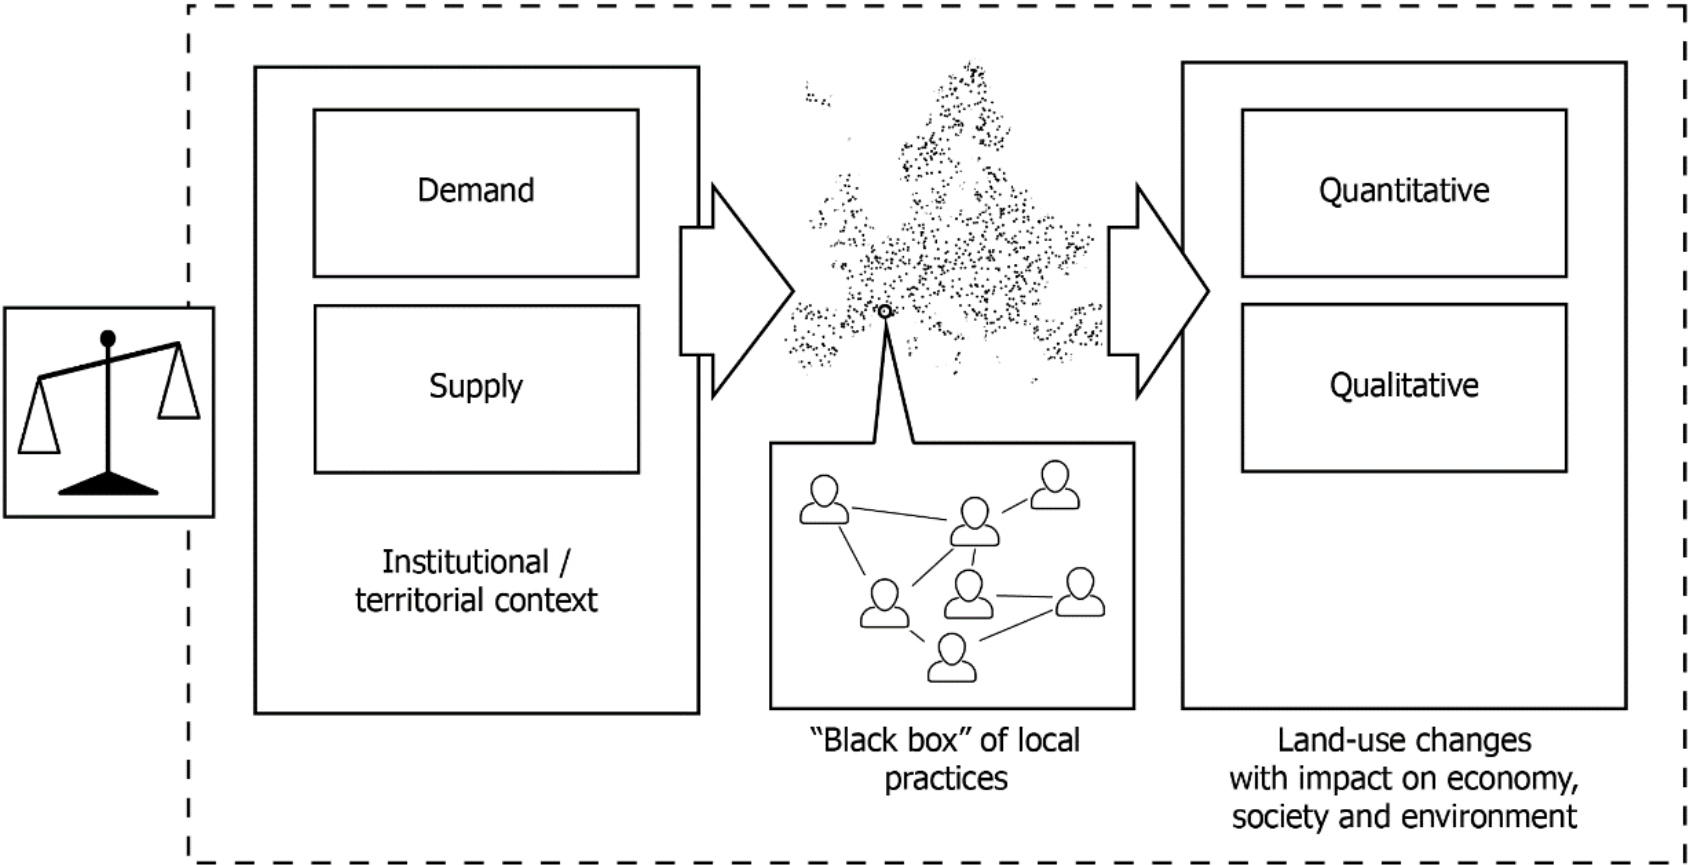 Demand
Supply
Institutional /
territorial context
“Black box” of local
practices
Quantitative
Qualitative
Land-use changes
with impact on economy,
society and environment